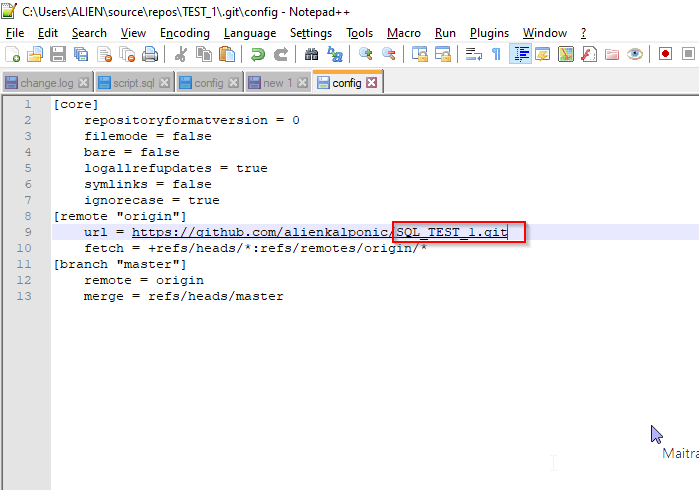 C:\Users\ALIEN\source\repos\TEST_1\.git\config - Notepad++
File Edit Search View Encoding Language Settings Tools Macro Run Plugins Window ?
change.log script.sql config new 1 config
1 [core]
2 repositoryformatversion = 0
3 filemode = false
4 bare = false
5 logallrefupdates = true
6 symlinks = false
7 ignorecase = true
8 [remote "origin"]
9 url = https://github.com/alienkalponic/SQL_TEST_1.git
10 fetch = +refs/heads/*:refs/remotes/origin/*
11 [branch "master"]
12 remote = origin
13 merge = refs/heads/master
Maitra